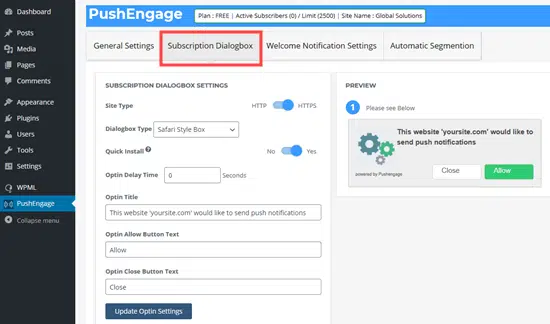 Dashboard
Posts
Media
Pages
Comments
Appearance
Plugins
Users
Tools
Settings
WPML
PushEngage
Collapse menu
PushEngage
Plan : FREE | Active Subscribers (0) / Limit (2500) | Site Name : Global Solutions
General Settings
Subscription Dialogbox
Welcome Notification Settings
Automatic Segmention
SUBSCRIPTION DIALOGBOX SETTINGS
Site Type HTTP HTTPS
Dialogbox Type Safari Style Box
Quick Install No Yes
Optin Delay Time 0 Seconds
Optin Title
This website 'yoursite.com' would like to send push notifications
Optin Allow Button Text
Allow
Optin Close Button Text
Close
Update Optin Settings
PREVIEW
1 Please see Below
This website 'yoursite.com' would like to
send push notifications
powered by Pushengage
Close Allow